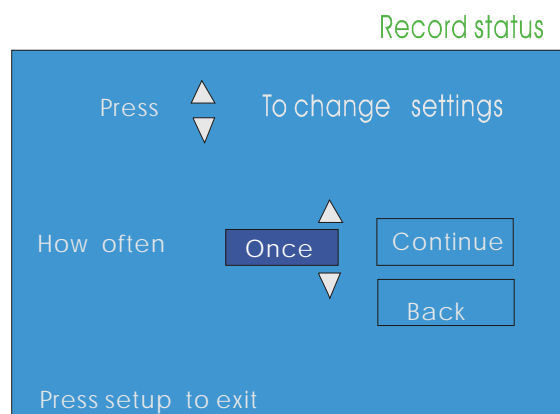 Record status
Press To change settings
How often Once Continue
Back
Press setup to exit